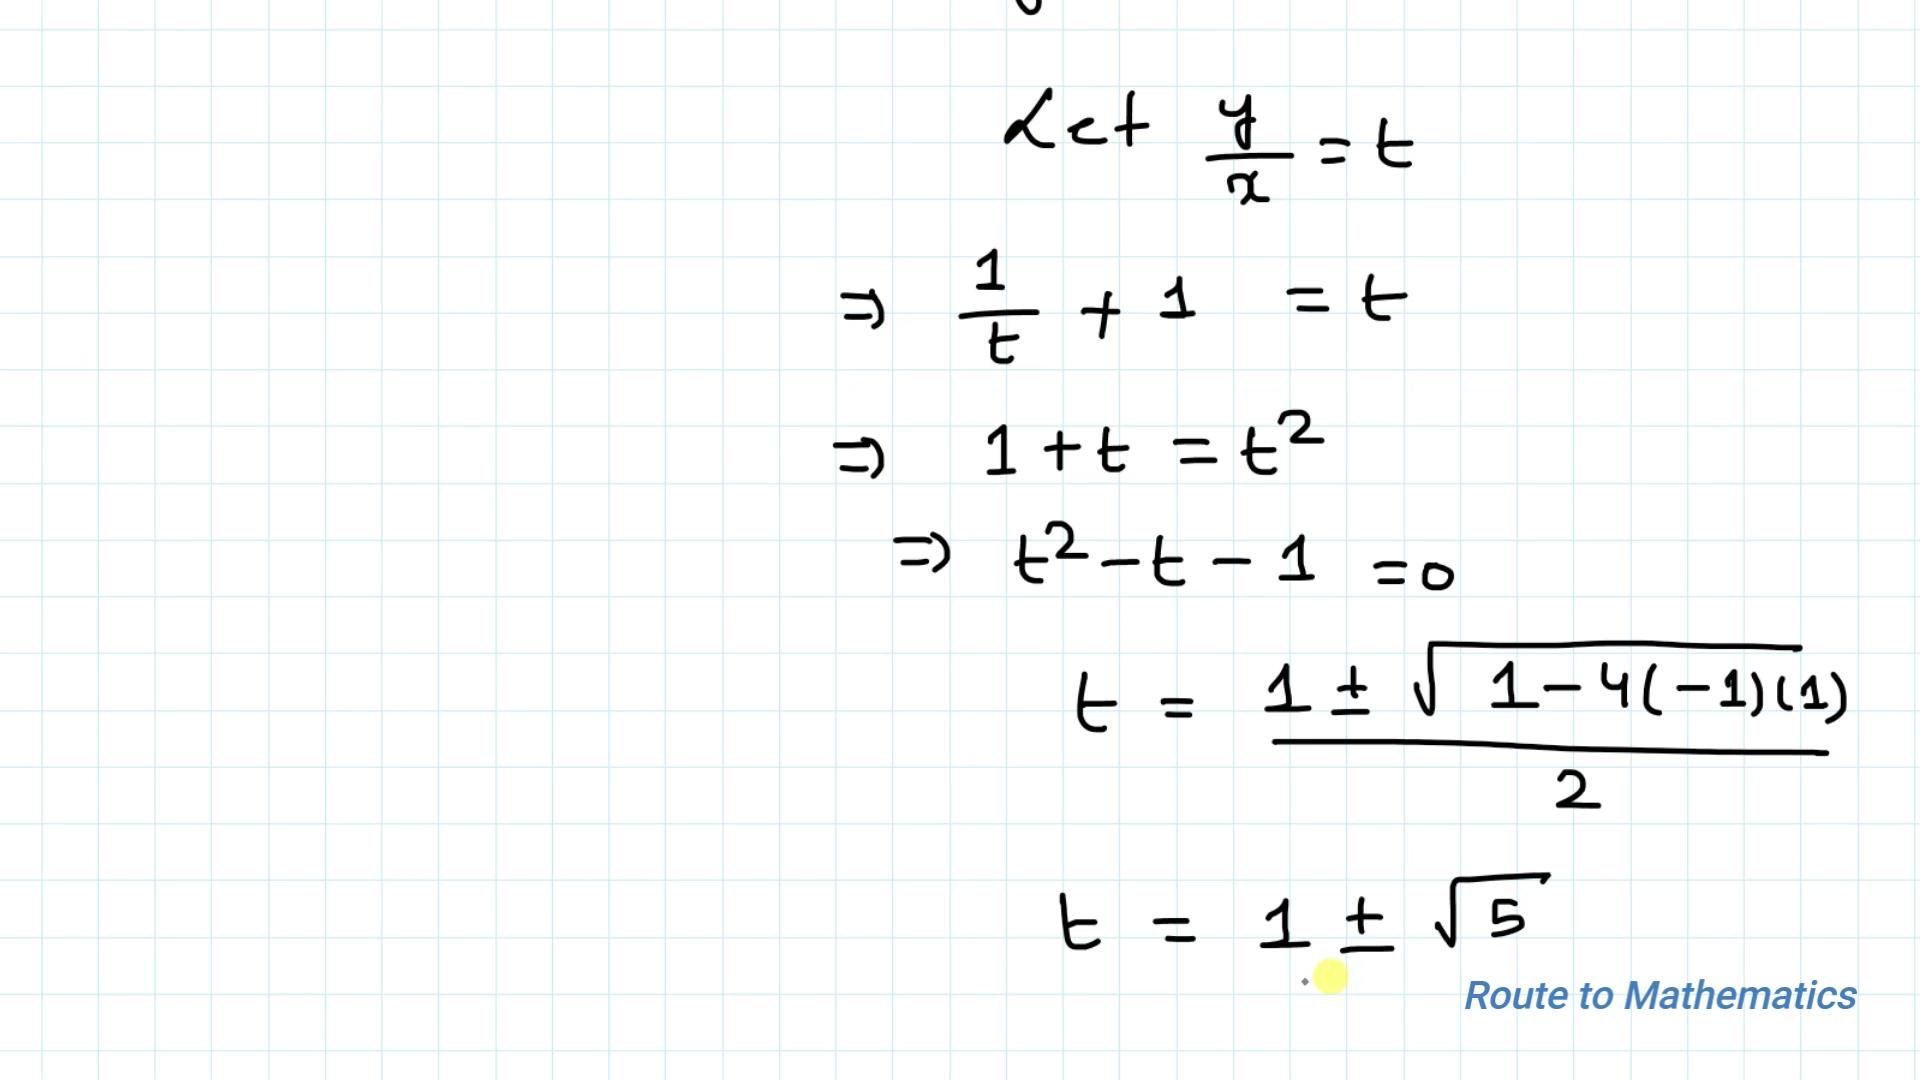 Let y/x = t
⇒ 1/t + 1 = t
⇒ 1 + t = t²
⇒ t² - t - 1 = 0
t = (1 ± √(1-4(-1)(1)))/2
t = 1 ± √5
Route to Mathematics